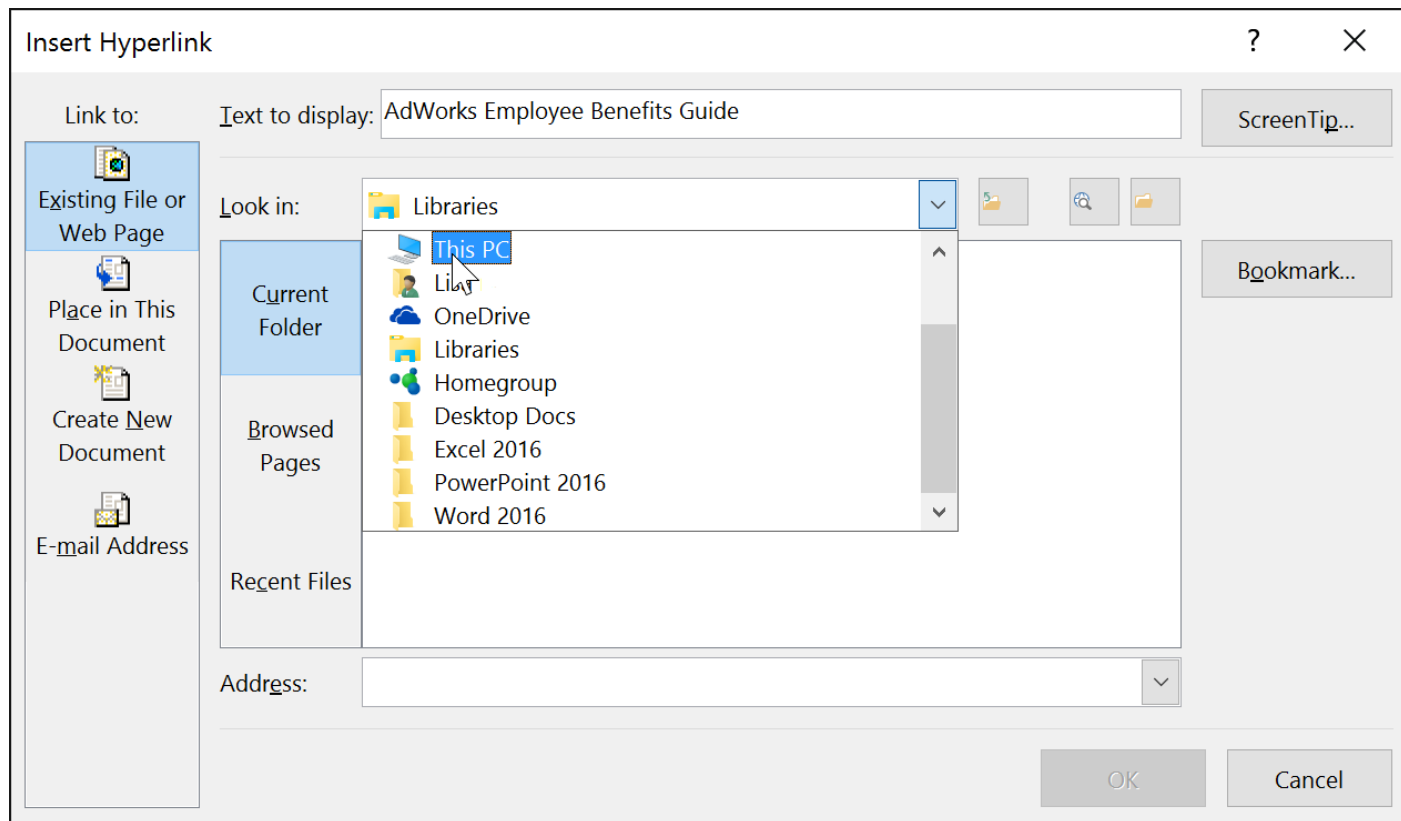 Insert Hyperlink
?
Link to:
Text to display:
AdWorks Employee Benefits Guide
ScreenTip...
Existing File or
Web Page
Look in:
Libraries
This PC
Bookmark...
Current
Folder
OneDrive
Place in This
Document
Libraries
Homegroup
Create New
Document
Desktop Docs
Browsed
Pages
Excel 2016
PowerPoint 2016
Word 2016
E-mail Address
Recent Files
Address:
OK
Cancel